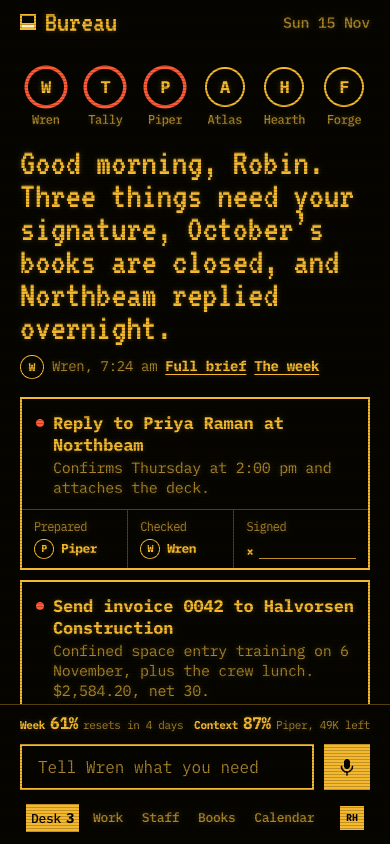 Bureau Sun 15 Nov
W T P A H F
Wren Tally Piper Atlas Hearth Forge
Good morning, Robin.
Three things need your
signature, October's
books are closed, and
Northbeam replied
overnight.
W Wren, 7:24 am Full brief The week
Reply to Priya Raman at
Northbeam
Confirms Thursday at 2:00 pm and
attaches the deck.
Prepared Checked Signed
P Piper W Wren ×
Send invoice 0042 to Halvorsen
Construction
Confined space entry training on 6
November, plus the crew lunch.
$2,584.20, net 30.
Week 61% resets in 4 days Context 87% Piper, 49K left
Tell Wren what you need
Desk 3 Work Staff Books Calendar RH